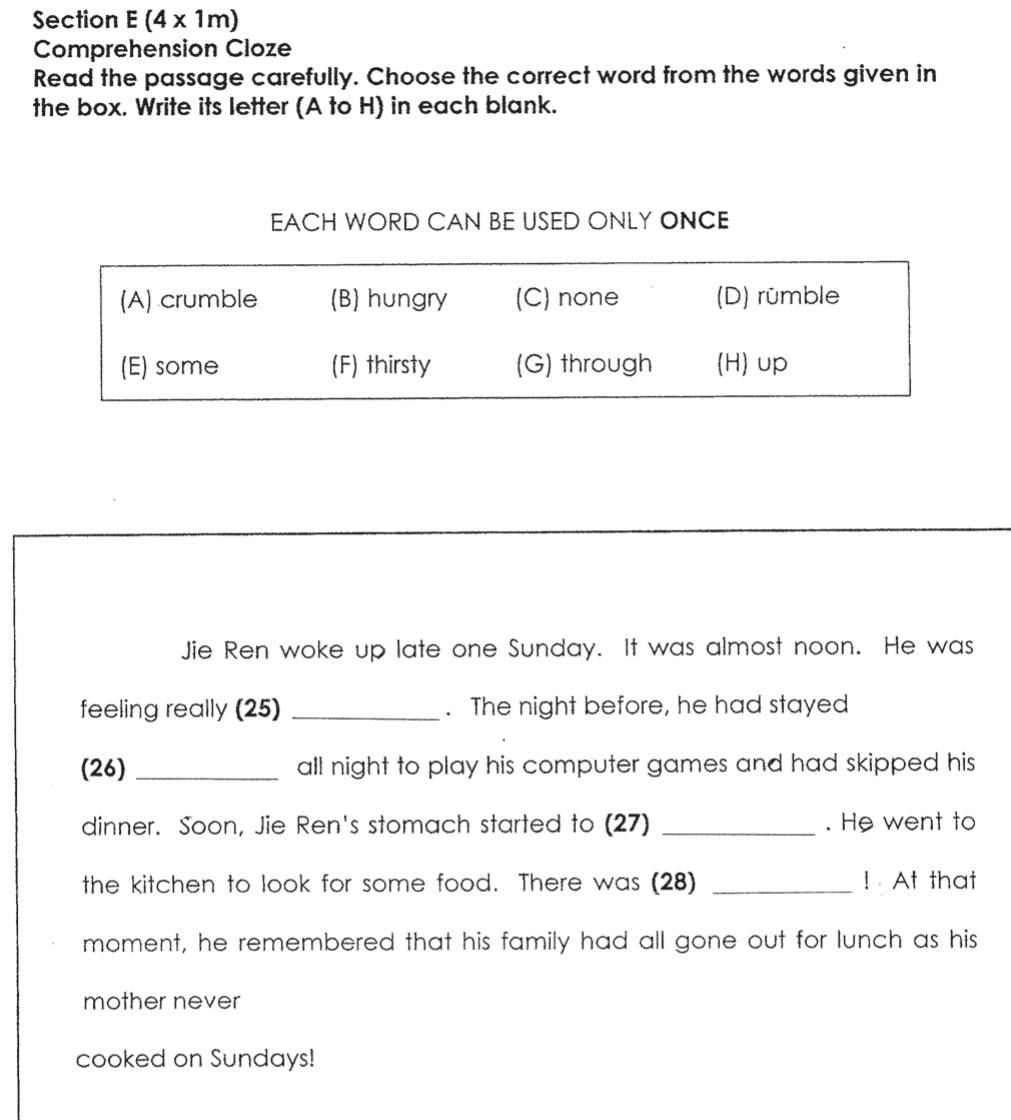 Section E (4 x 1m)
Comprehension Cloze
Read the passage carefully. Choose the correct word from the words given in
the box. Write its letter (A to H) in each blank.
EACH WORD CAN BE USED ONLY ONCE
(A) crumble (B) hungry (C) none (D) rumble
(E) some (F) thirsty (G) through (H) up
Jie Ren woke up late one Sunday. It was almost noon. He was
feeling really (25) ____________. The night before, he had stayed
(26) ____________ all night to play his computer games and had skipped his
dinner. Soon, Jie Ren's stomach started to (27) ____________. He went to
the kitchen to look for some food. There was (28) ____________! At that
moment, he remembered that his family had all gone out for lunch as his
mother never
cooked on Sundays!